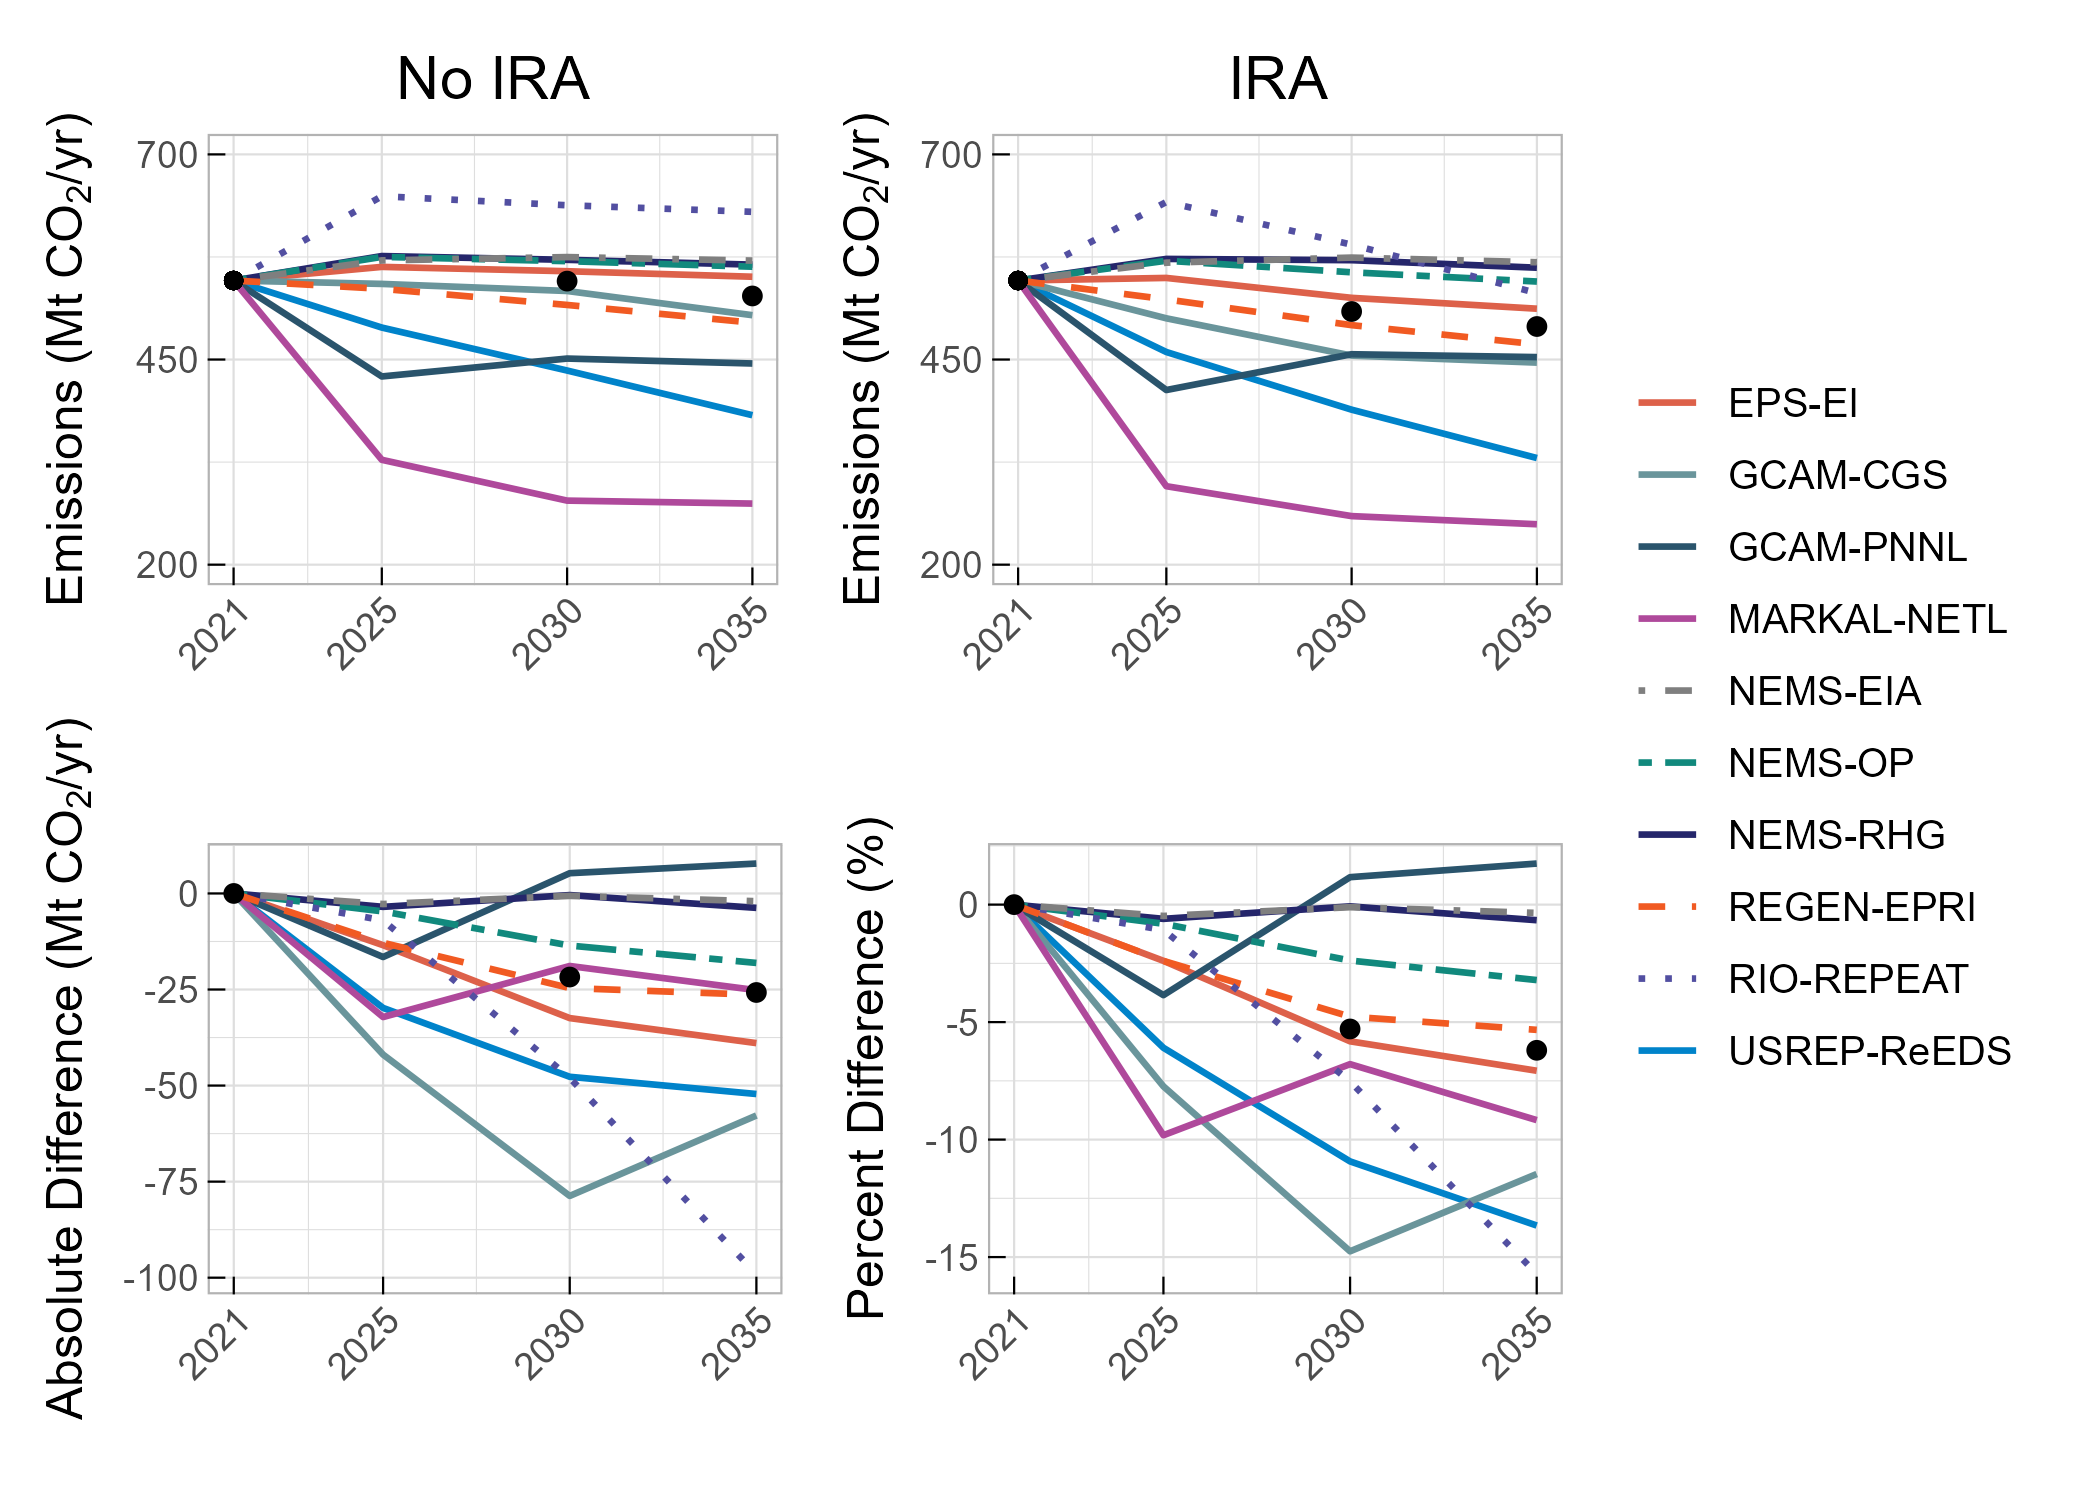 No IRA
IRA
Emissions (Mt CO₂/yr)
700
450
200
2021
2025
2030
2035
Emissions (Mt CO₂/yr)
700
450
200
2021
2025
2030
2035
Absolute Difference (Mt CO₂/yr)
0
-25
-50
-75
-100
2021
2025
2030
2035
Percent Difference (%)
0
-5
-10
-15
2021
2025
2030
2035
EPS-EI
GCAM-CGS
GCAM-PNNL
MARKAL-NETL
NEMS-EIA
NEMS-OP
NEMS-RHG
REGEN-EPRI
RIO-REPEAT
USREP-ReEDS